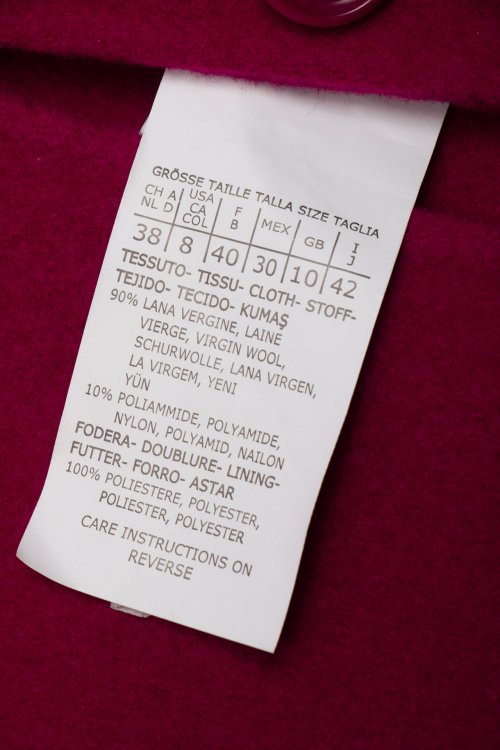 GRÖSSE TAILLE TALLA SIZE TAGLIA
CH A USA F MEX GB I
NL D CA B J
COL
38 8 40 30 10 42
TESSUTO- TISSU- CLOTH- STOFF-
TEJIDO- TECIDO- KUMAŞ
90% LANA VERGINE, LAINE
VIERGE, VIRGIN WOOL,
SCHURWOLLE, LANA VIRGEN,
LA VIRGEM, YENI
YÜN
10% POLIAMMIDE, POLYAMIDE,
NYLON, POLYAMID, NAILON
FODERA- DOUBLURE- LINING-
FUTTER- FORRO- ASTAR
100% POLIESTERE, POLYESTER,
POLIESTER, POLYESTER
CARE INSTRUCTIONS ON
REVERSE